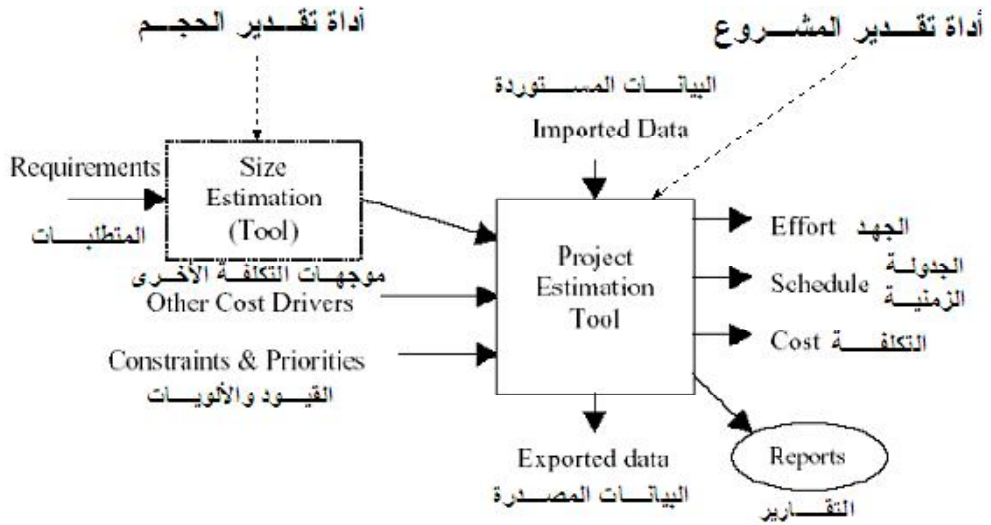 أداة تقدير الحجم
أداة تقدير المشروع
البيانات المستوردة
Imported Data
Requirements
المتطلبات
Size
Estimation
(Tool)
موجهات التكلفة الأخرى
Other Cost Drivers
Constraints & Priorities
القيود والألويات
Project
Estimation
Tool
Effort الجهد
Schedule الجدولة
الزمنية
Cost التكلفة
Exported data
البيانات المصدرة
Reports
التقارير